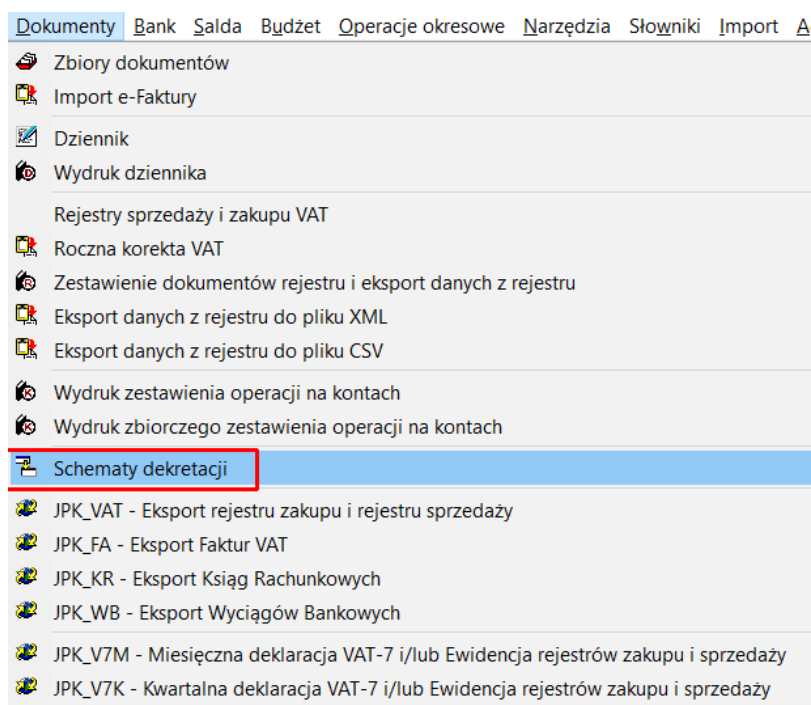 Dokumenty Bank Salda Budżet Operacje okresowe Narzędzia Słowniki Import
Zbiory dokumentów
Import e-Faktury
Dziennik
Wydruk dziennika
Rejestry sprzedaży i zakupu VAT
Roczna korekta VAT
Zestawienie dokumentów rejestru i eksport danych z rejestru
Eksport danych z rejestru do pliku XML
Eksport danych z rejestru do pliku CSV
Wydruk zestawienia operacji na kontach
Wydruk zbiorczego zestawienia operacji na kontach
Schematy dekretacji
JPK_VAT - Eksport rejestru zakupu i rejestru sprzedaży
JPK_FA - Eksport Faktur VAT
JPK_KR - Eksport Ksiąg Rachunkowych
JPK_WB - Eksport Wyciągów Bankowych
JPK_V7M - Miesięczna deklaracja VAT-7 i/lub Ewidencja rejestrów zakupu i sprzedaży
JPK_V7K - Kwartalna deklaracja VAT-7 i/lub Ewidencja rejestrów zakupu i sprzedaży